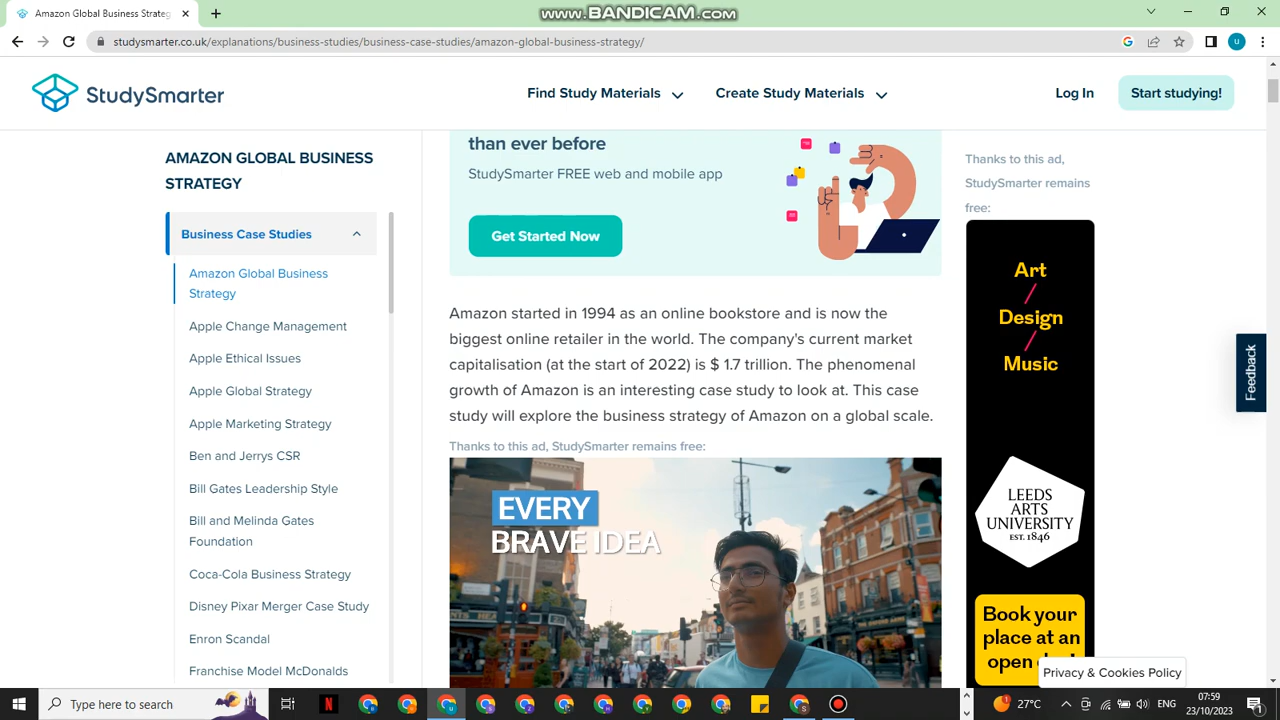 Amazon Global Business Strateg
www.BANDICAM.com
studysmarter.co.uk/explanations/business-studies/business-case-studies/amazon-global-business-strategy/
StudySmarter
Find Study Materials
Create Study Materials
Log In
Start studying!
AMAZON GLOBAL BUSINESS
STRATEGY
Business Case Studies
Amazon Global Business
Strategy
Apple Change Management
Apple Ethical Issues
Apple Global Strategy
Apple Marketing Strategy
Ben and Jerrys CSR
Bill Gates Leadership Style
Bill and Melinda Gates
Foundation
Coca-Cola Business Strategy
Disney Pixar Merger Case Study
Enron Scandal
Franchise Model McDonalds
than ever before
StudySmarter FREE web and mobile app
Get Started Now
Amazon started in 1994 as an online bookstore and is now the
biggest online retailer in the world. The company's current market
capitalisation (at the start of 2022) is $ 1.7 trillion. The phenomenal
growth of Amazon is an interesting case study to look at. This case
study will explore the business strategy of Amazon on a global scale.
Thanks to this ad, StudySmarter remains free:
EVERY
BRAVE IDEA
Thanks to this ad,
StudySmarter remains
free:
Art
Design
Music
LEEDS
ARTS
UNIVERSITY
EST. 1846
Book your
place at an
open
Feedback
Privacy & Cookies Policy
Type here to search
27°C
ENG
07:59
23/10/2023